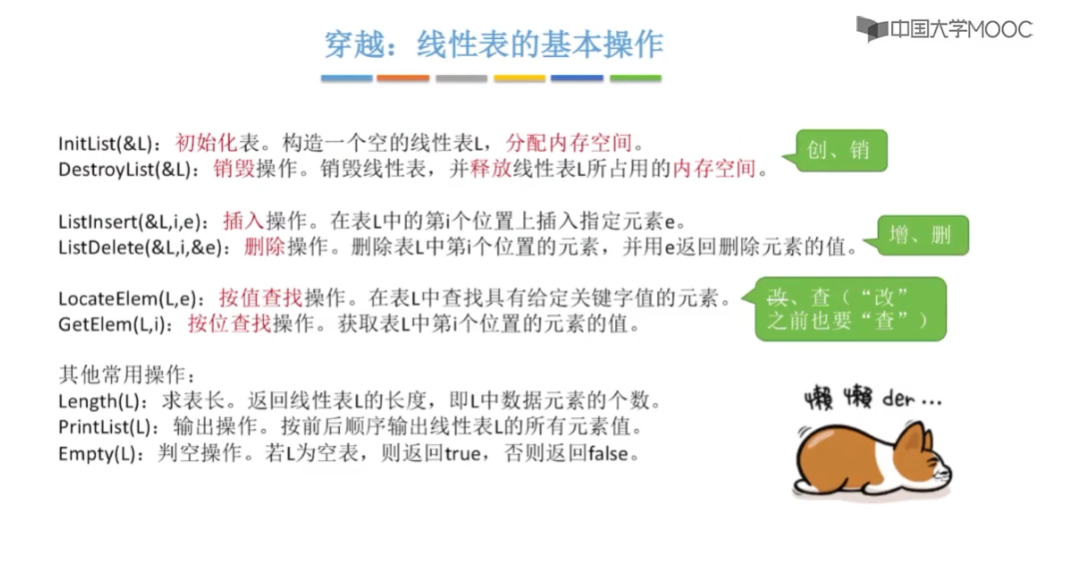 中国大学MOOC
穿越：线性表的基本操作
InitList(&L)：初始化表。构造一个空的线性表L，分配内存空间。
DestroyList(&L)：销毁操作。销毁线性表，并释放线性表L所占用的内存空间。
创、销
ListInsert(&L,i,e)：插入操作。在表L中的第i个位置上插入指定元素e。
ListDelete(&L,i,&e)：删除操作。删除表L中第i个位置的元素，并用e返回删除元素的值。
增、删
LocateElem(L,e)：按值查找操作。在表L中查找具有给定关键字值的元素。
GetElem(L,i)：按位查找操作。获取表L中第i个位置的元素的值。
改、查（“改”
之前也要“查”）
其他常用操作：
Length(L)：求表长。返回线性表L的长度，即L中数据元素的个数。
PrintList(L)：输出操作。按前后顺序输出线性表L的所有元素值。
Empty(L)：判空操作。若L为空表，则返回true，否则返回false。
懒 懒 der ...